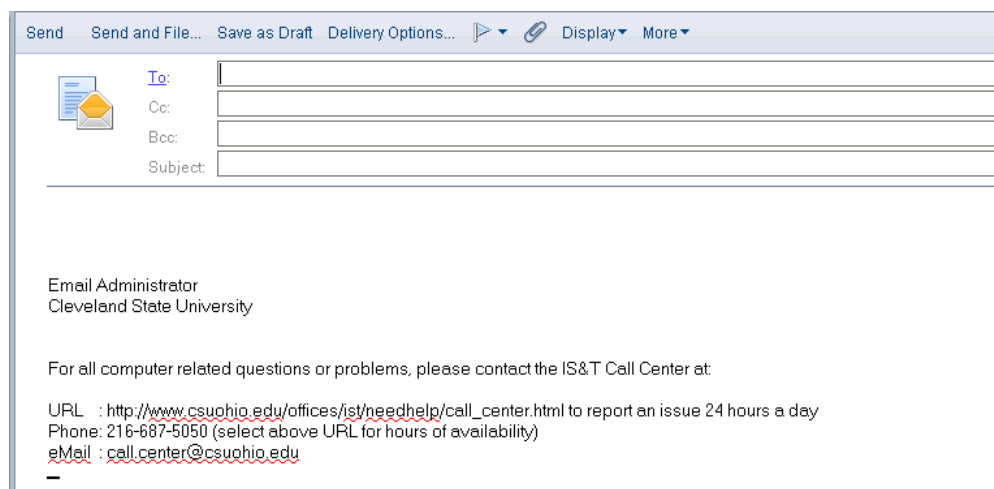 Send Send and File... Save as Draft Delivery Options... Display More
To:
Cc:
Bcc:
Subject:
Email Administrator
Cleveland State University
For all computer related questions or problems, please contact the IS&T Call Center at:
URL : http://www.csuohio.edu/offices/ist/needhelp/call_center.html to report an issue 24 hours a day
Phone: 216-687-5050 (select above URL for hours of availability)
eMail : call.center@csuohio.edu